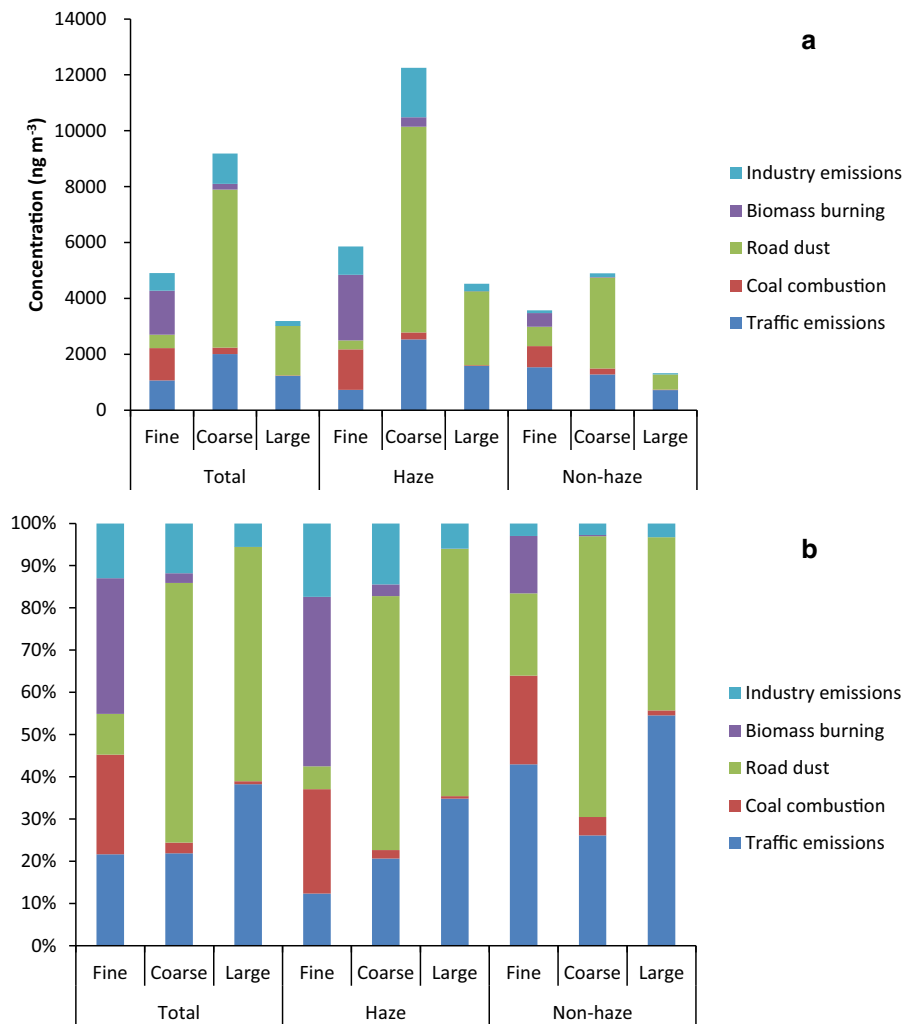 a
Concentration (ng m-3)
14000
12000
10000
8000
6000
4000
2000
0
Industry emissions
Biomass burning
Road dust
Coal combustion
Traffic emissions
Fine Coarse Large Fine Coarse Large Fine Coarse Large
Total Haze Non-haze
b
100%
90%
80%
70%
60%
50%
40%
30%
20%
10%
0%
Industry emissions
Biomass burning
Road dust
Coal combustion
Traffic emissions
Fine Coarse Large Fine Coarse Large Fine Coarse Large
Total Haze Non-haze